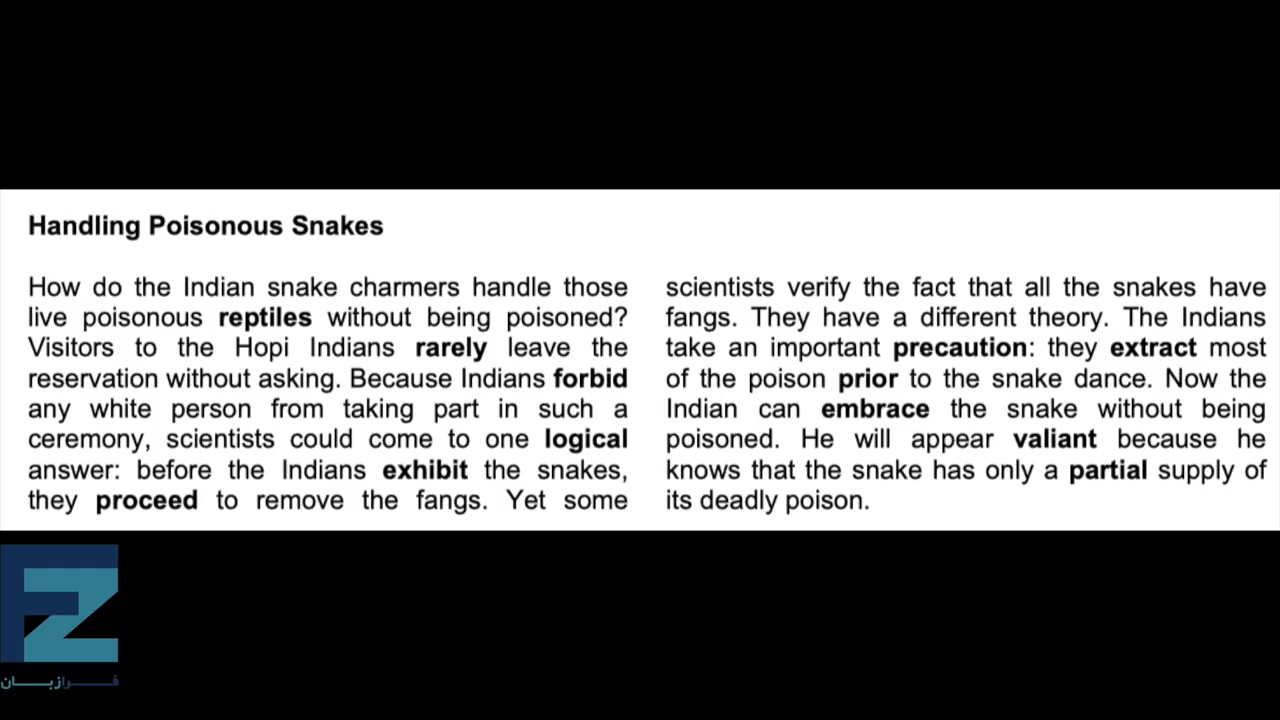 Handling Poisonous Snakes
How do the Indian snake charmers handle those
live poisonous reptiles without being poisoned?
Visitors to the Hopi Indians rarely leave the
reservation without asking. Because Indians forbid
any white person from taking part in such a
ceremony, scientists could come to one logical
answer: before the Indians exhibit the snakes,
they proceed to remove the fangs. Yet some
scientists verify the fact that all the snakes have
fangs. They have a different theory. The Indians
take an important precaution: they extract most
of the poison prior to the snake dance. Now the
Indian can embrace the snake without being
poisoned. He will appear valiant because he
knows that the snake has only a partial supply of
its deadly poison.
FZ
فرازبان